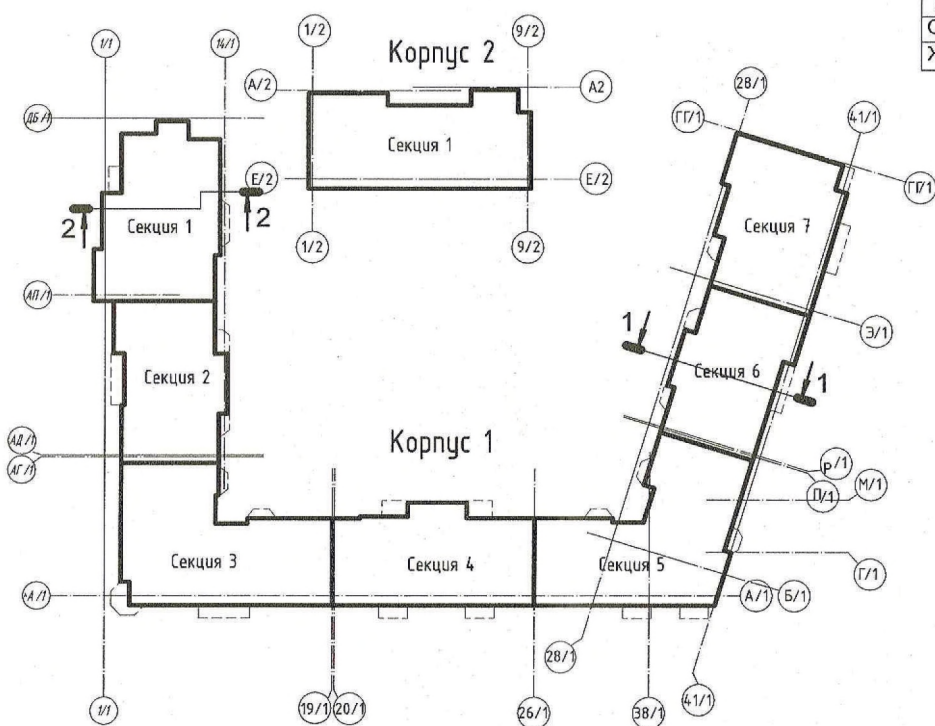 1/1
14/1
1/2
9/2
Корпус 2
А/2
А2
28/1
41/1
ГГ/1
ДБ/1
Секция 1
Е/2
Е/2
ГГ/1
2
2
Секция 1
Секция 7
1/2
9/2
АП/1
Э/1
1
Секция 6
1
Секция 2
Корпус 1
АД/1
АГ/1
р/1
П/1
М/1
Секция 3
Секция 4
Секция 5
Г/1
А/1
А/1
Б/1
28/1
41/1
1/1
19/1
20/1
26/1
38/1